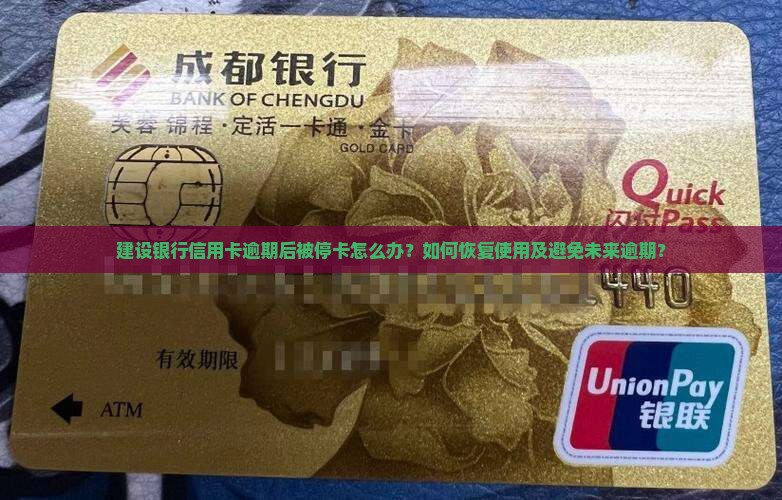 成都银行
BANK OF CHENGDU
芙蓉锦程·定活一卡通·金卡
GOLD CARD
Quick
闪付Pass
建设银行信用卡逾期后被停卡怎么办？如何恢复使用及避免未来逾期？
1440
有效期限
ATM
UnionPay
银联